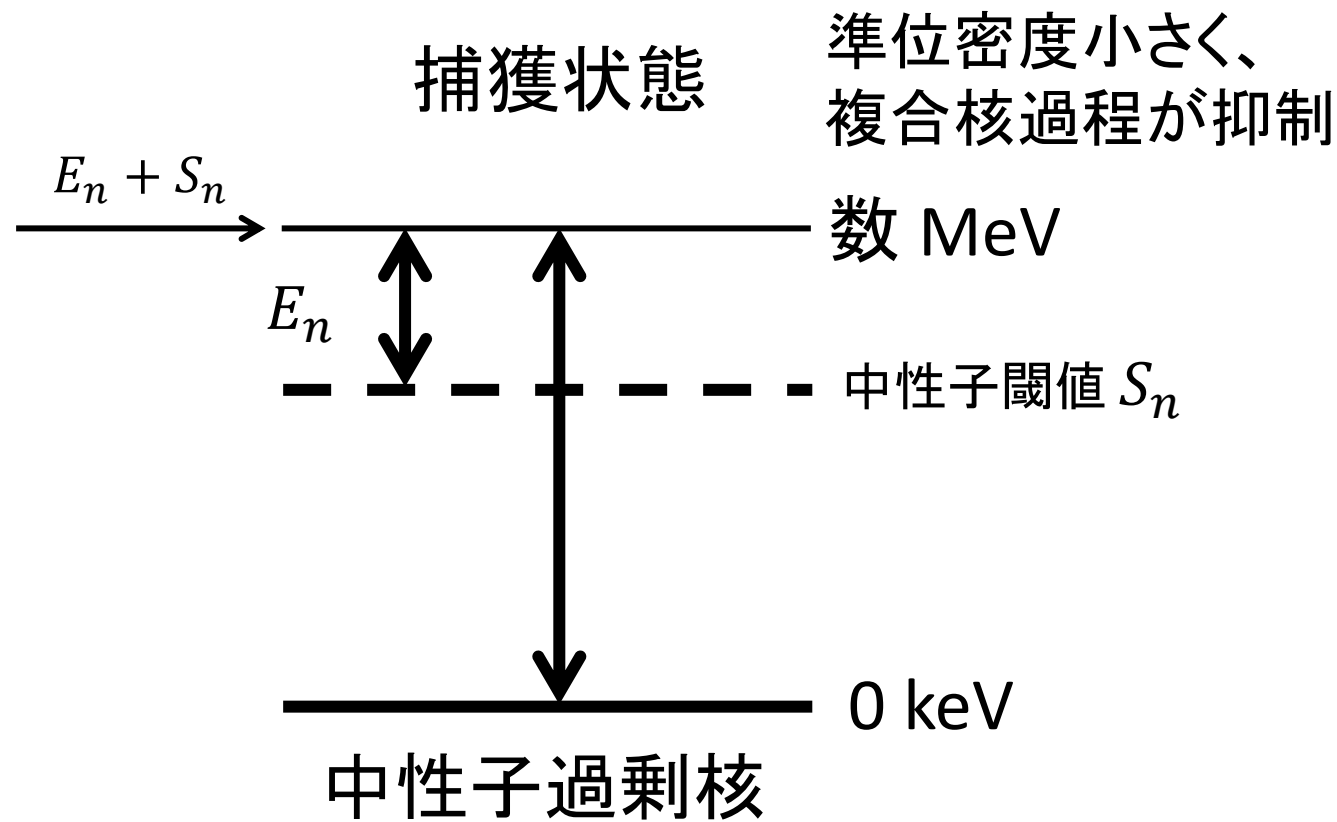 捕獲状態
準位密度小さく、
複合核過程が抑制
E_n + S_n
数 MeV
E_n
中性子閾値 S_n
0 keV
中性子過剰核